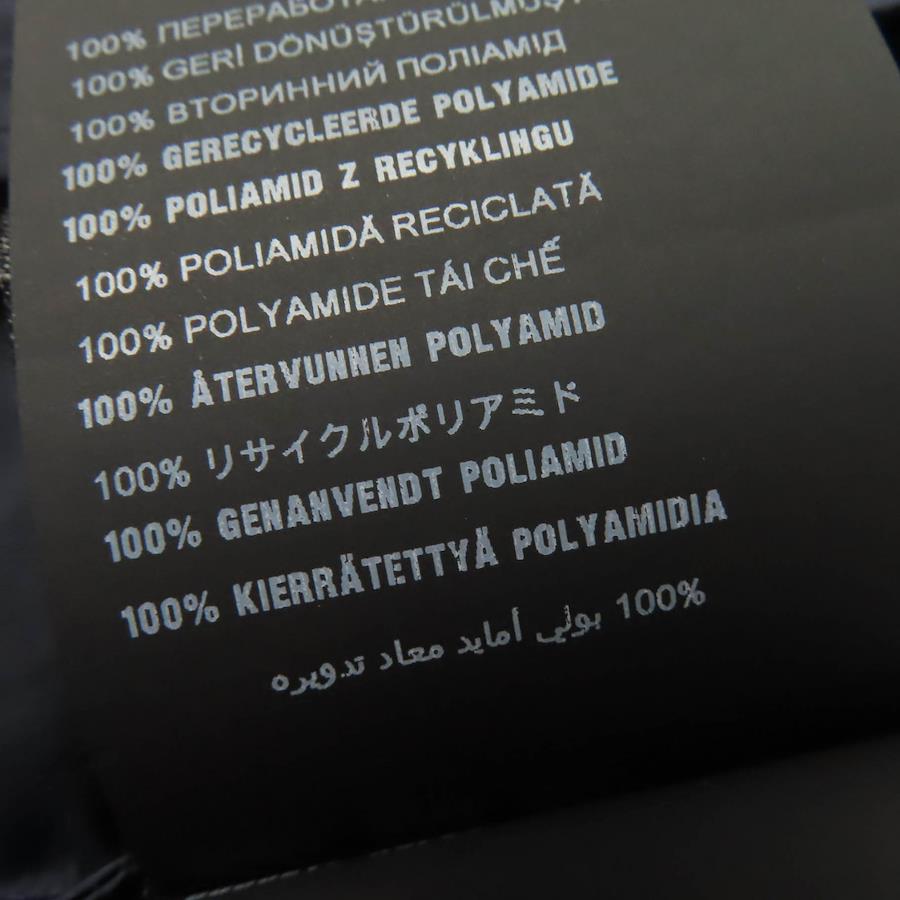 100% ПЕРЕРАБОТА
100% GERİ DÖNÜŞTÜRÜLMÜŞ
100% ВТОРИННИЙ ПОЛІАМІД
100% GERECYCLEERDE POLYAMIDE
100% POLIAMID Z RECYKLINGU
100% POLIAMIDĂ RECICLATĂ
100% POLYAMIDE TÁI CHẾ
100% ÅTERVUNNEN POLYAMID
100% リサイクルポリアミド
100% GENANVENDT POLIAMID
100% KIERRÄTETTYÄ POLYAMIDIA
100% بولي أمايد معاد تدويره